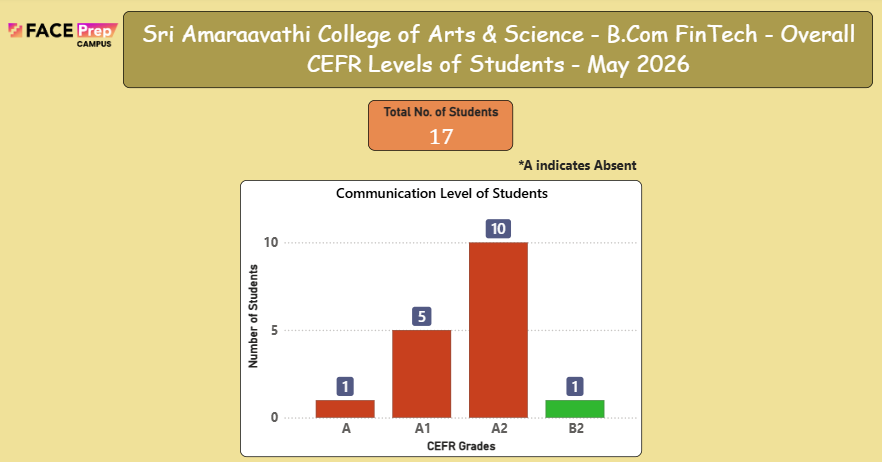 FACE Prep
CAMPUS
Sri Amaraavathi College of Arts & Science - B.Com FinTech - Overall
CEFR Levels of Students - May 2026
Total No. of Students
17
*A indicates Absent
Communication Level of Students
Number of Students
10
5
0
1
5
10
1
A
A1
A2
B2
CEFR Grades